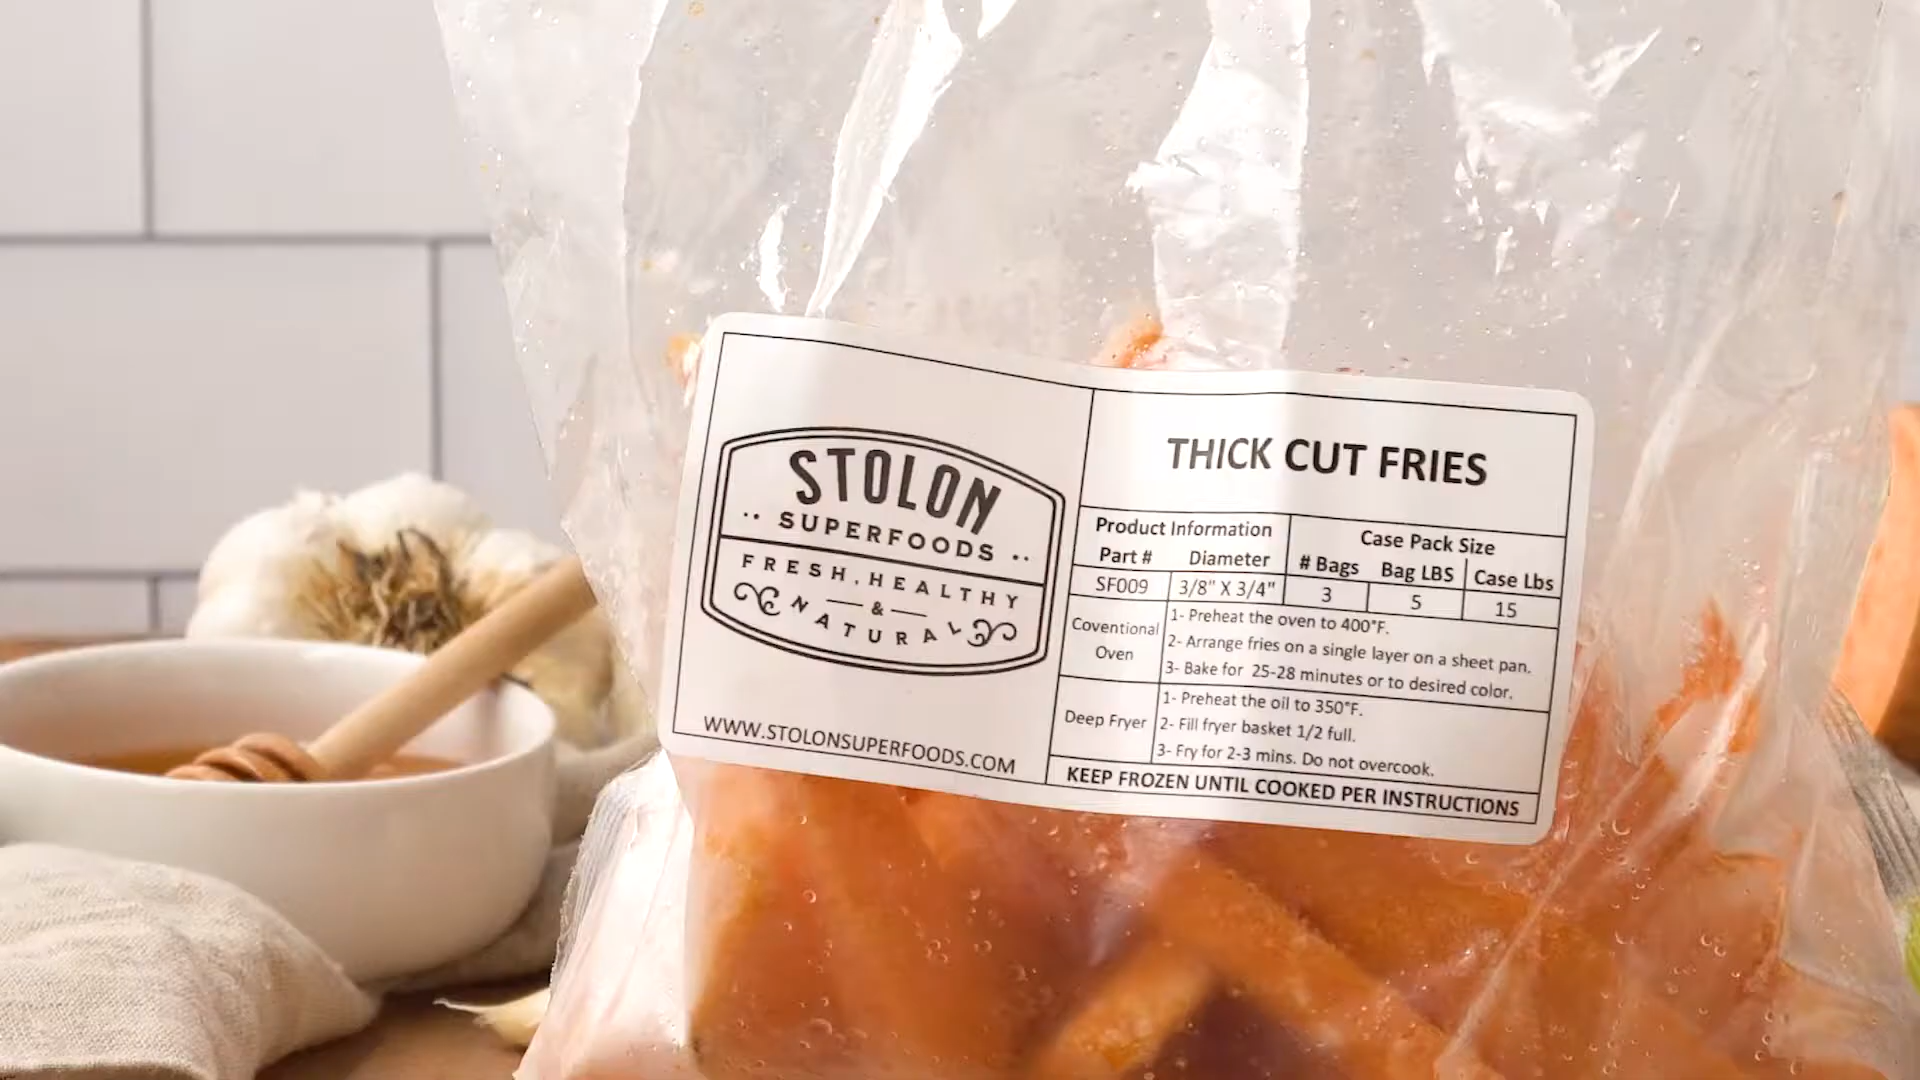 STOLON
SUPERFOODS
FRESH, HEALTHY
&
NATURAL
WWW.STOLONSUPERFOODS.COM
THICK CUT FRIES
Product Information
Case Pack Size
Part # Diameter # Bags Bag LBS Case Lbs
SF009 3/8" X 3/4" 3 5 15
Coventional Oven
1- Preheat the oven to 400°F.
2- Arrange fries on a single layer on a sheet pan.
3- Bake for 25-28 minutes or to desired color.
Deep Fryer
1- Preheat the oil to 350°F.
2- Fill fryer basket 1/2 full.
3- Fry for 2-3 mins. Do not overcook.
KEEP FROZEN UNTIL COOKED PER INSTRUCTIONS